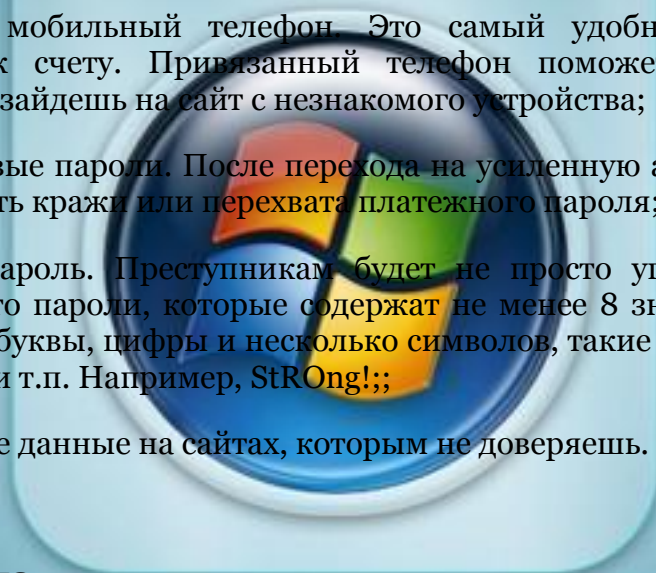 мобильный телефон. Это самый удобн
к счету. Привязанный телефон поможе
зайдешь на сайт с незнакомого устройства;
вые пароли. После перехода на усиленную а
ть кражи или перехвата платежного пароля;
ароль. Преступникам будет не просто уг
го пароли, которые содержат не менее 8 зн
буквы, цифры и несколько символов, такие
и т.п. Например, StROng!;;
е данные на сайтах, которым не доверяешь.